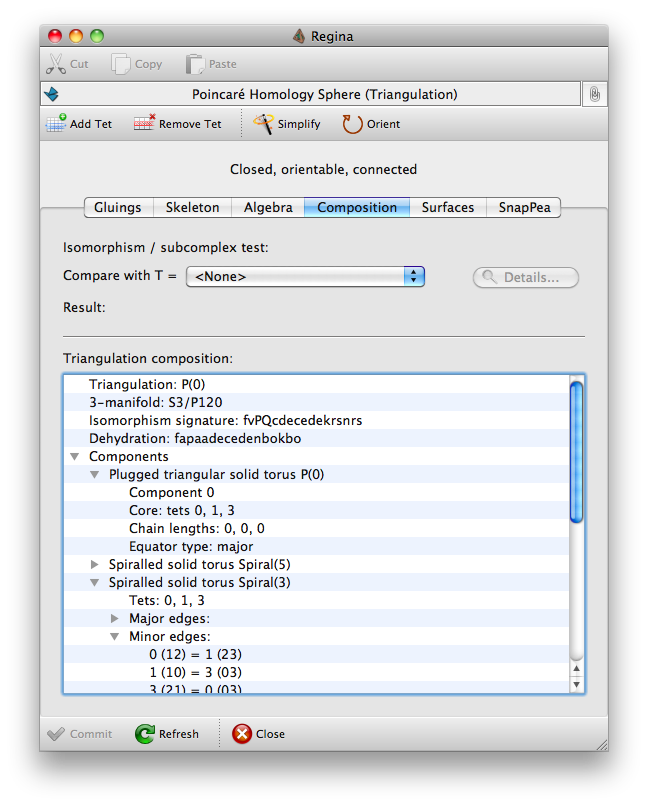 Regina
Cut Copy Paste
Poincaré Homology Sphere (Triangulation)
Add Tet Remove Tet Simplify Orient
Closed, orientable, connected
Gluings Skeleton Algebra Composition Surfaces SnapPea
Isomorphism / subcomplex test:
Compare with T = <None> Details...
Result:
Triangulation composition:
Triangulation: P(0)
3-manifold: S3/P120
Isomorphism signature: fvPQcdecedekrsnrs
Dehydration: fapaadecedenbokbo
Components
Plugged triangular solid torus P(0)
Component 0
Core: tets 0, 1, 3
Chain lengths: 0, 0, 0
Equator type: major
Spiralled solid torus Spiral(5)
Spiralled solid torus Spiral(3)
Tets: 0, 1, 3
Major edges:
Minor edges:
0 (12) = 1 (23)
1 (10) = 3 (03)
3 (21) = 0 (03)
Commit Refresh Close